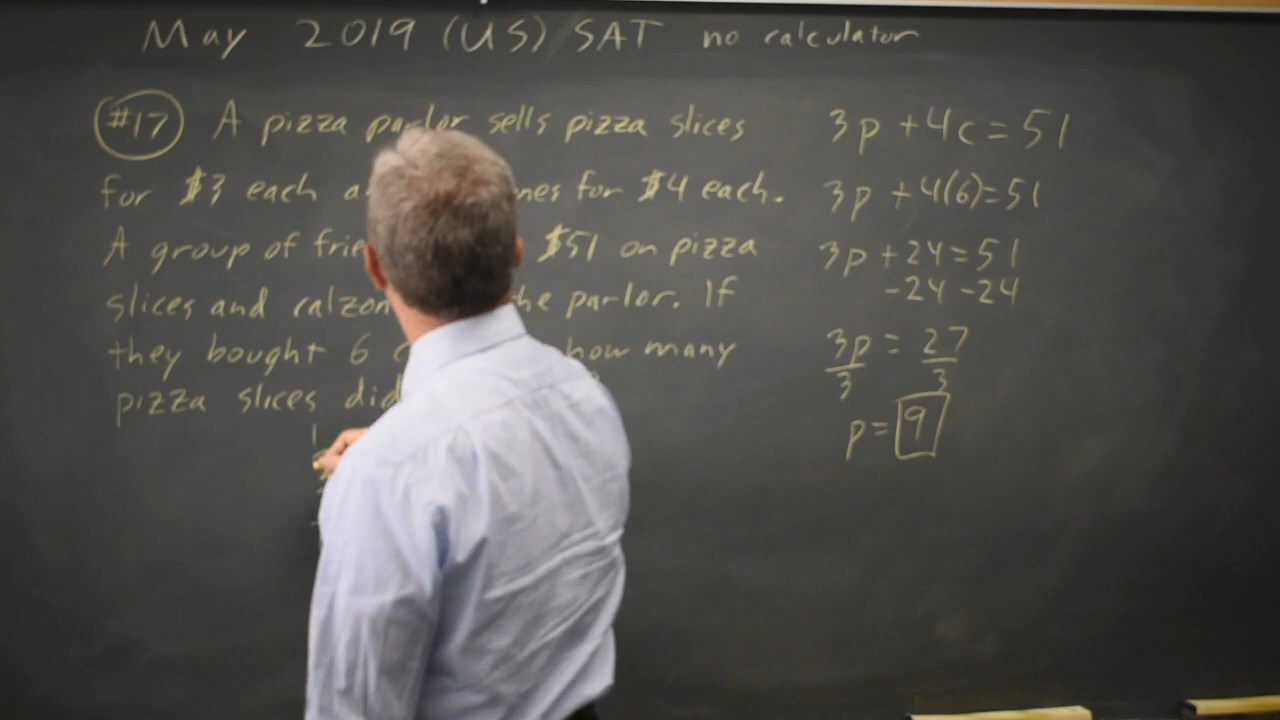 May 2019 (US) SAT no calculator
#17 A pizza parlor sells pizza slices
for $3 each a nes for $4 each.
A group of frie $51 on pizza
slices and calzon he parlor. If
they bought 6 c how many
pizza slices did
3p + 4c = 51
3p + 4(6) = 51
3p + 24 = 51
-24 -24
3p = 27
3 3
p = 9